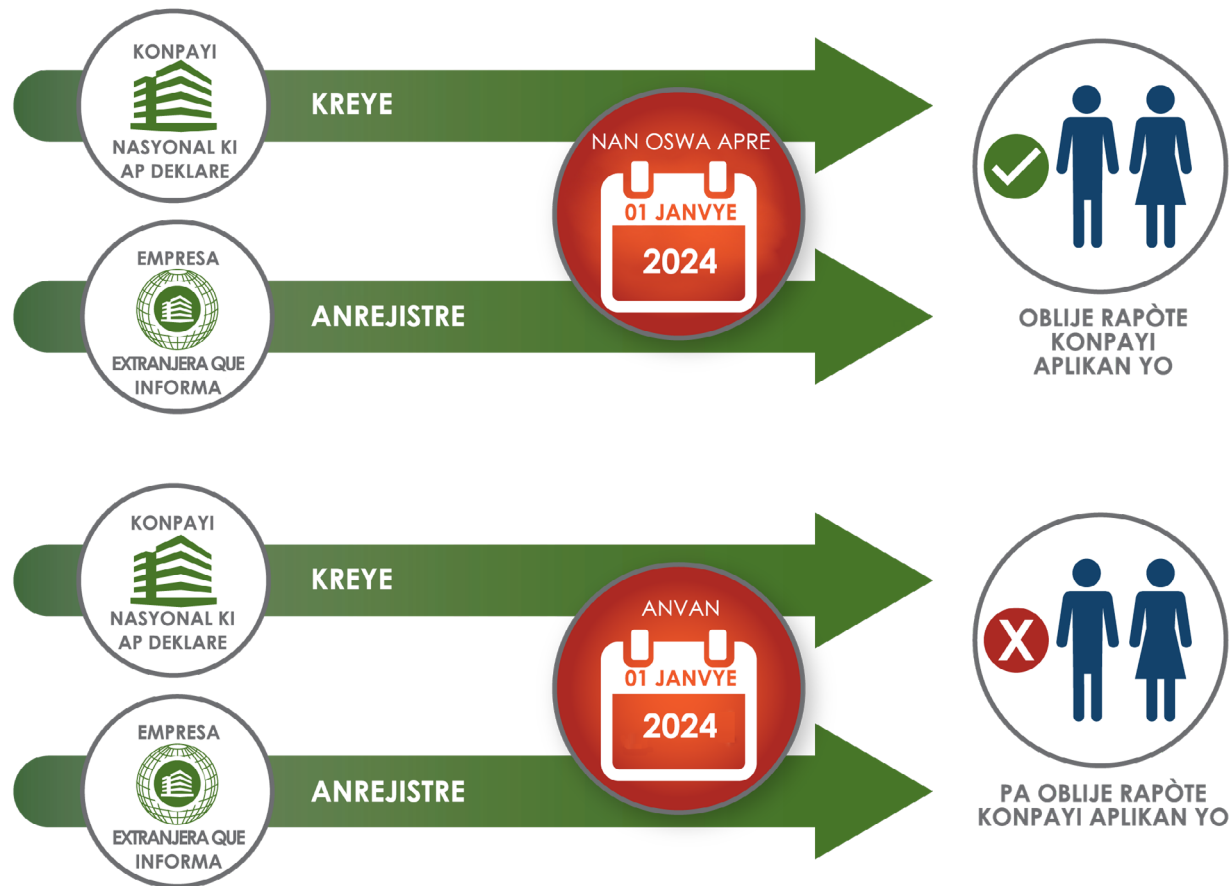 KONPAYI
NASYONAL KI
AP DEKLARE
KREYE
NAN OSWA APRE
01 JANVYE
2024
EMPRESA
EXTRANJERA QUE
INFORMA
ANREJISTRE
OBLIJE RAPÒTE
KONPAYI
APLIKAN YO
KONPAYI
NASYONAL KI
AP DEKLARE
KREYE
ANVAN
01 JANVYE
2024
EMPRESA
EXTRANJERA QUE
INFORMA
ANREJISTRE
X
PA OBLIJE RAPÒTE
KONPAYI APLIKAN YO